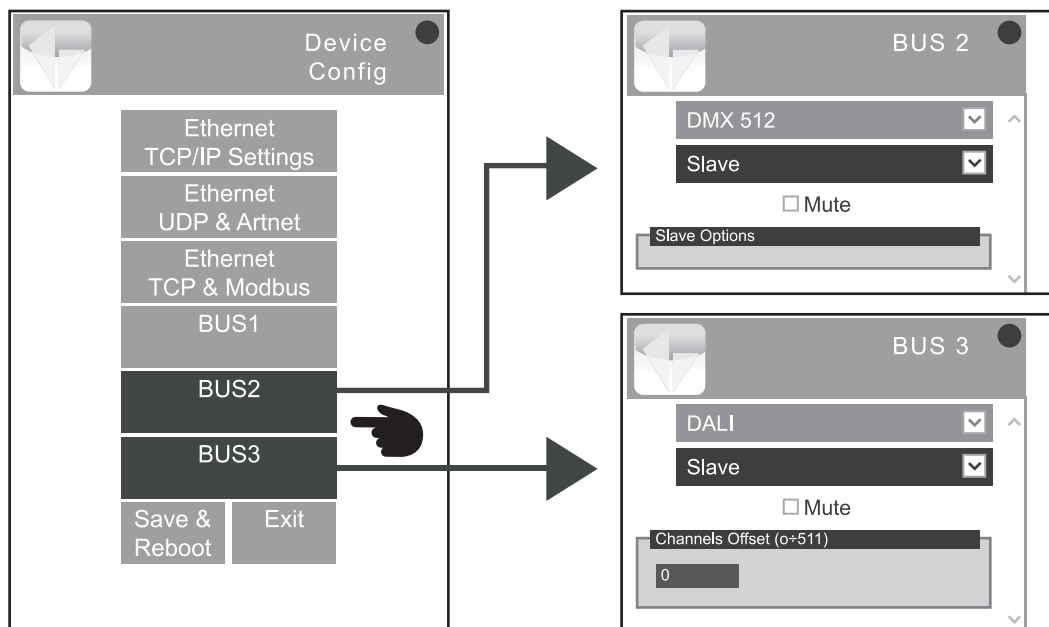 Device
Config
Ethernet
TCP/IP Settings
Ethernet
UDP & Artnet
Ethernet
TCP & Modbus
BUS1
BUS2
BUS3
Save &
Reboot
Exit
BUS 2
DMX 512
Slave
Mute
Slave Options
BUS 3
DALI
Slave
Mute
Channels Offset (o÷511)
0